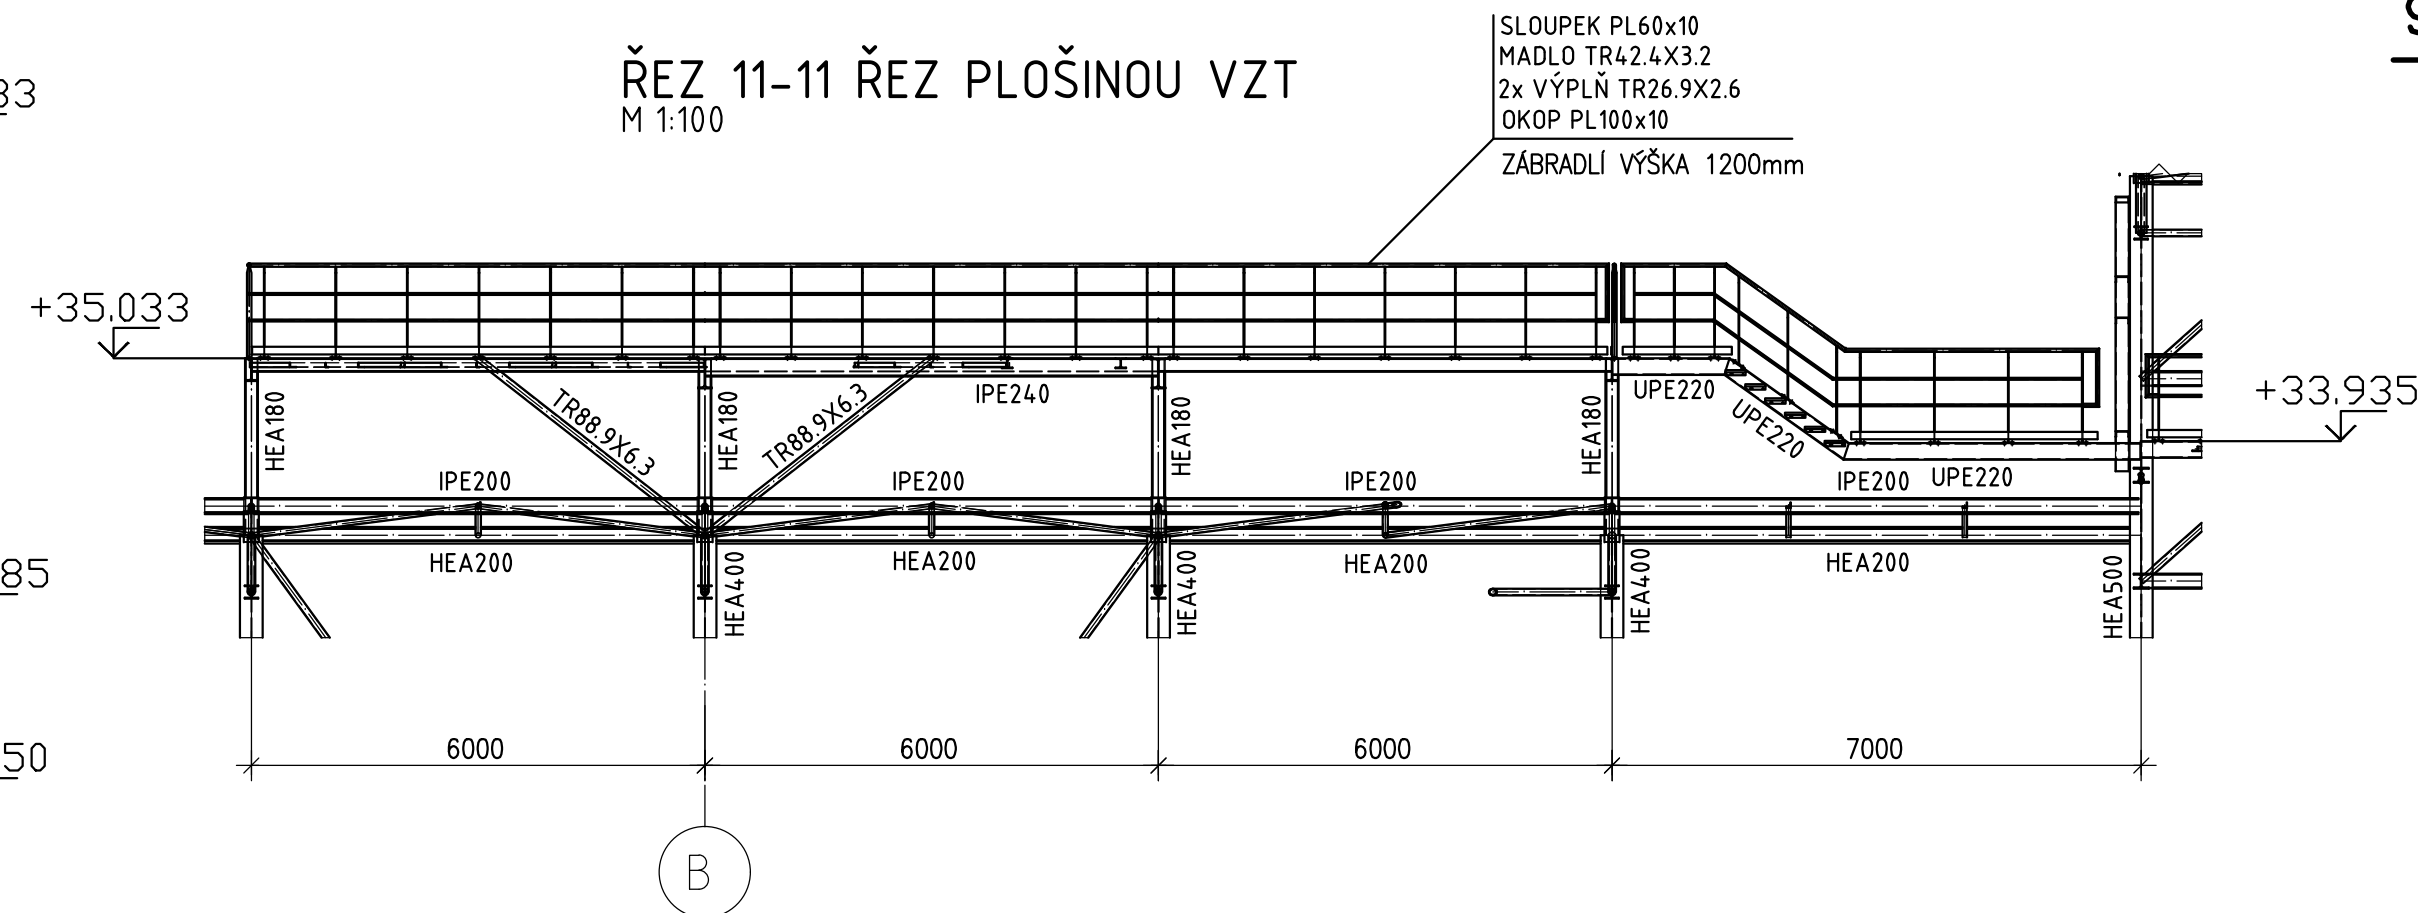 SLOUPEK PL60x10
MADLO TR42.4X3.2
2x VÝPLŇ TR26.9X2.6
OKOP PL100x10
ZÁBRADLÍ VÝŠKA 1200mm
ŘEZ 11-11 ŘEZ PLOŠINOU VZT
M 1:100
+35.033
+33.935
HEA180
TR88.9X6.3
HEA180
TR88.9X6.3
IPE240
HEA180
HEA180
UPE220
UPE220
UPE220
IPE200
IPE200
IPE200
IPE200
HEA200
HEA200
HEA200
HEA200
HEA400
HEA400
HEA400
HEA500
85
50
6000
6000
6000
7000
B